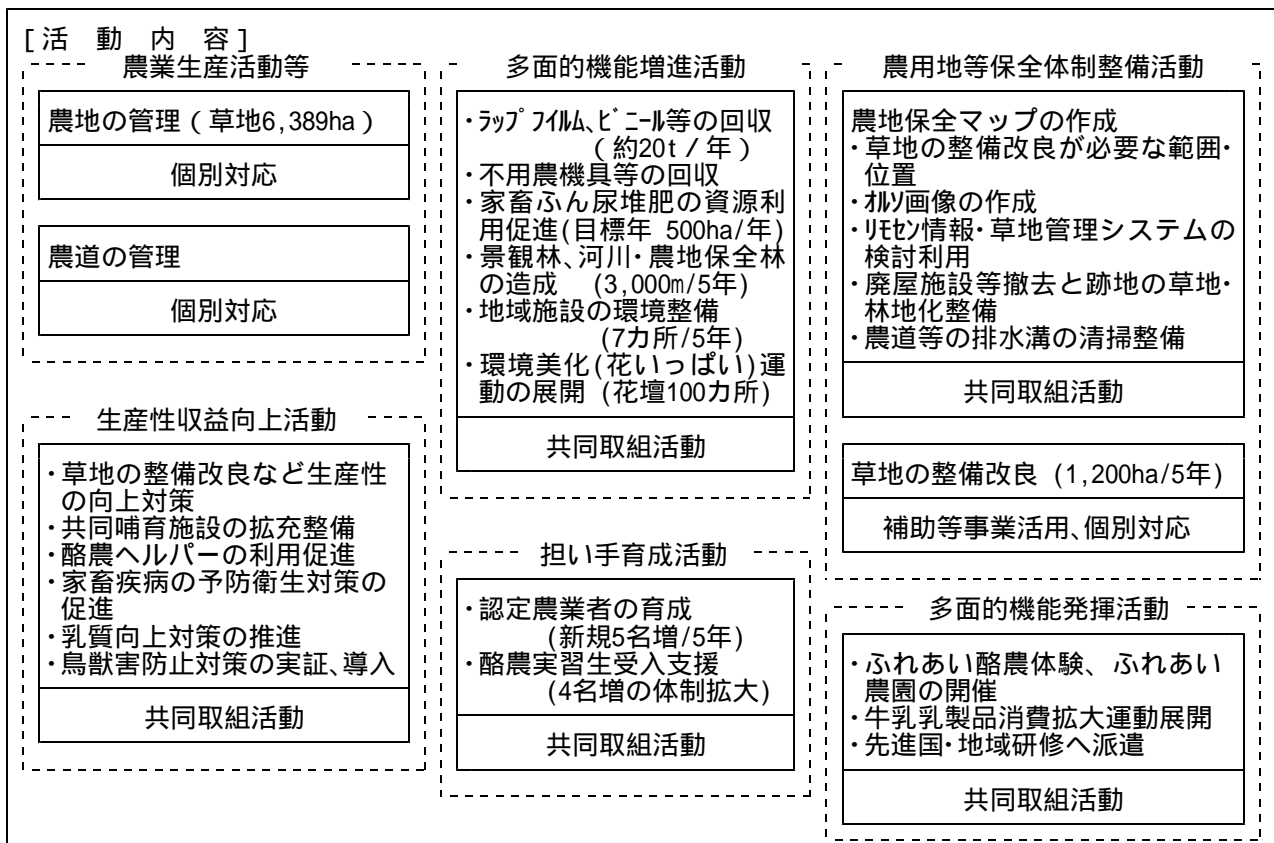 [活 動 内 容]
農業生産活動等
農地の管理(草地6,389ha)
個別対応
農道の管理
個別対応
生産性収益向上活動
・草地の整備改良など生産性
の向上対策
・共同哺育施設の拡充整備
・酪農ヘルパーの利用促進
・家畜疾病の予防衛生対策の
促進
・乳質向上対策の推進
・鳥獣害防止対策の実証、導入
共同取組活動
多面的機能増進活動
・ラップフイルム、ビニール等の回収
(約20t/年)
・不用農機具等の回収
・家畜ふん尿堆肥の資源利
用促進(目標年 500ha/年)
・景観林、河川・農地保全林
の造成 (3,000m/5年)
・地域施設の環境整備
(7カ所/5年)
・環境美化(花いっぱい)運
動の展開 (花壇100カ所)
共同取組活動
担い手育成活動
・認定農業者の育成
(新規5名増/5年)
・酪農実習生受入支援
(4名増の体制拡大)
共同取組活動
農用地等保全体制整備活動
農地保全マップの作成
・草地の整備改良が必要な範囲・
位置
・オルソ画像の作成
・リモセン情報・草地管理システムの
検討利用
・廃屋施設等撤去と跡地の草地・
林地化整備
・農道等の排水溝の清掃整備
共同取組活動
草地の整備改良 (1,200ha/5年)
補助等事業活用、個別対応
多面的機能発揮活動
・ふれあい酪農体験、ふれあい
農園の開催
・牛乳乳製品消費拡大運動展開
・先進国・地域研修へ派遣
共同取組活動